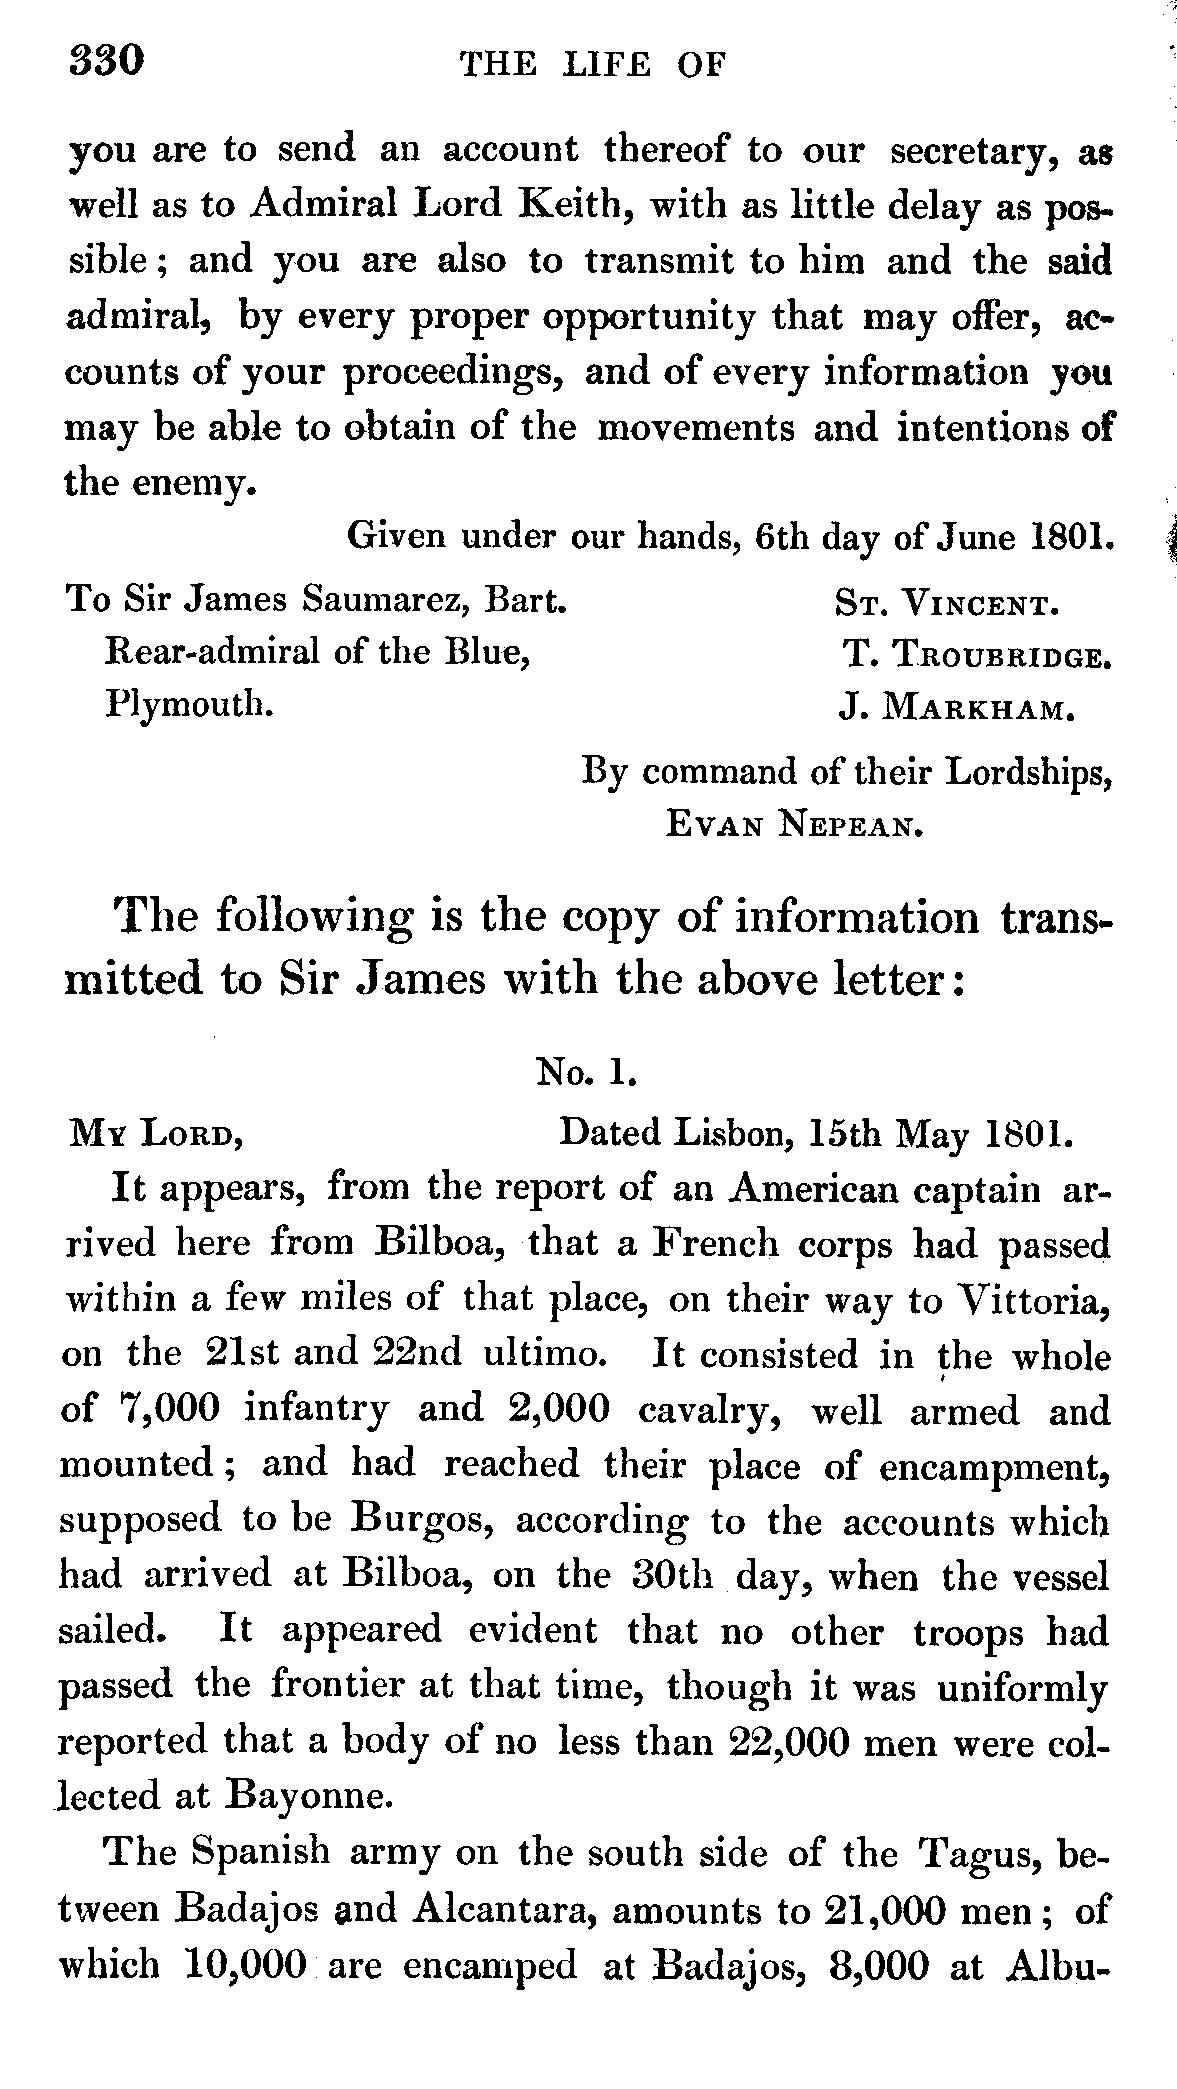 330 THE LIFE OF
you are to send an account thereof to our secretary, as
well as to Admiral Lord Keith, with as little delay as pos-
sible; and you are also to transmit to him and the said
admiral, by every proper opportunity that may offer, ac-
counts of your proceedings, and of every information you
may be able to obtain of the movements and intentions of
the enemy.
Given under our hands, 6th day of June 1801.
To Sir James Saumarez, Bart. ST. VINCENT.
Rear-admiral of the Blue, T. TROUBRIDGE.
Plymouth. J. MARKHAM.
By command of their Lordships,
EVAN NEPEAN.
The following is the copy of information trans-
mitted to Sir James with the above letter:
No. 1.
MY LORD, Dated Lisbon, 15th May 1801.
It appears, from the report of an American captain ar-
rived here from Bilboa, that a French corps had passed
within a few miles of that place, on their way to Vittoria,
on the 21st and 22nd ultimo. It consisted in the whole
of 7,000 infantry and 2,000 cavalry, well armed and
mounted; and had reached their place of encampment,
supposed to be Burgos, according to the accounts which
had arrived at Bilboa, on the 30th day, when the vessel
sailed. It appeared evident that no other troops had
passed the frontier at that time, though it was uniformly
reported that a body of no less than 22,000 men were col-
lected at Bayonne.
The Spanish army on the south side of the Tagus, be-
tween Badajos and Alcantara, amounts to 21,000 men; of
which 10,000 are encamped at Badajos, 8,000 at Albu-